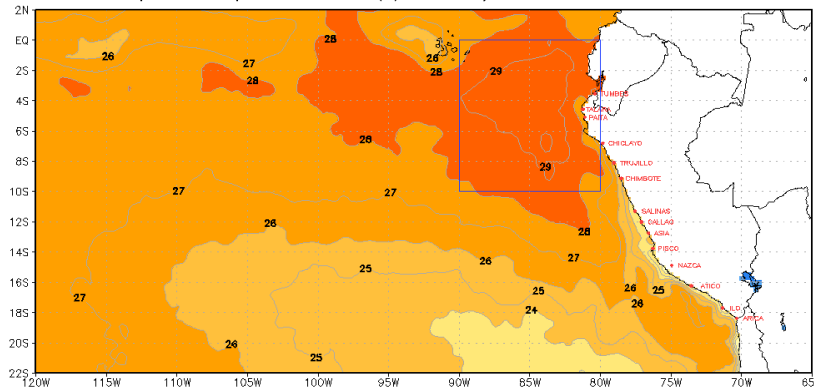 2N
EQ
2S
4S
6S
8S
10S
12S
14S
16S
18S
20S
22S
120W
115W
110W
105W
100W
95W
90W
85W
80W
75W
70W
65
26
27
28
28
26
28
29
28
29
27
27
26
28
27
26
25
25
24
26
25
26
27
26
25
TUMBES
TALARA
PAITA
CHICLAYO
TRUJILLO
CHIMBOTE
SALINAS
CALLAO
ASIA
PISCO
NAZCA
ATICO
ILO
ARICA